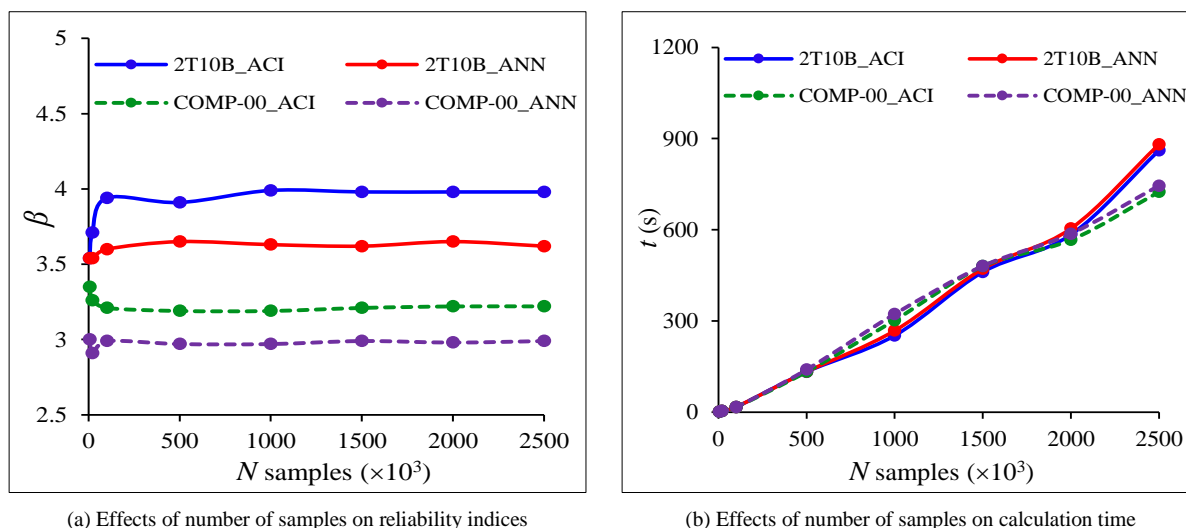 5
4.5
4
3.5
3
2.5
β
2T10B_ACI
2T10B_ANN
COMP-00_ACI
COMP-00_ANN
0
500
1000
1500
2000
2500
N samples (×10³)
(a) Effects of number of samples on reliability indices
1200
900
600
300
0
t (s)
2T10B_ACI
2T10B_ANN
COMP-00_ACI
COMP-00_ANN
0
500
1000
1500
2000
2500
N samples (×10³)
(b) Effects of number of samples on calculation time